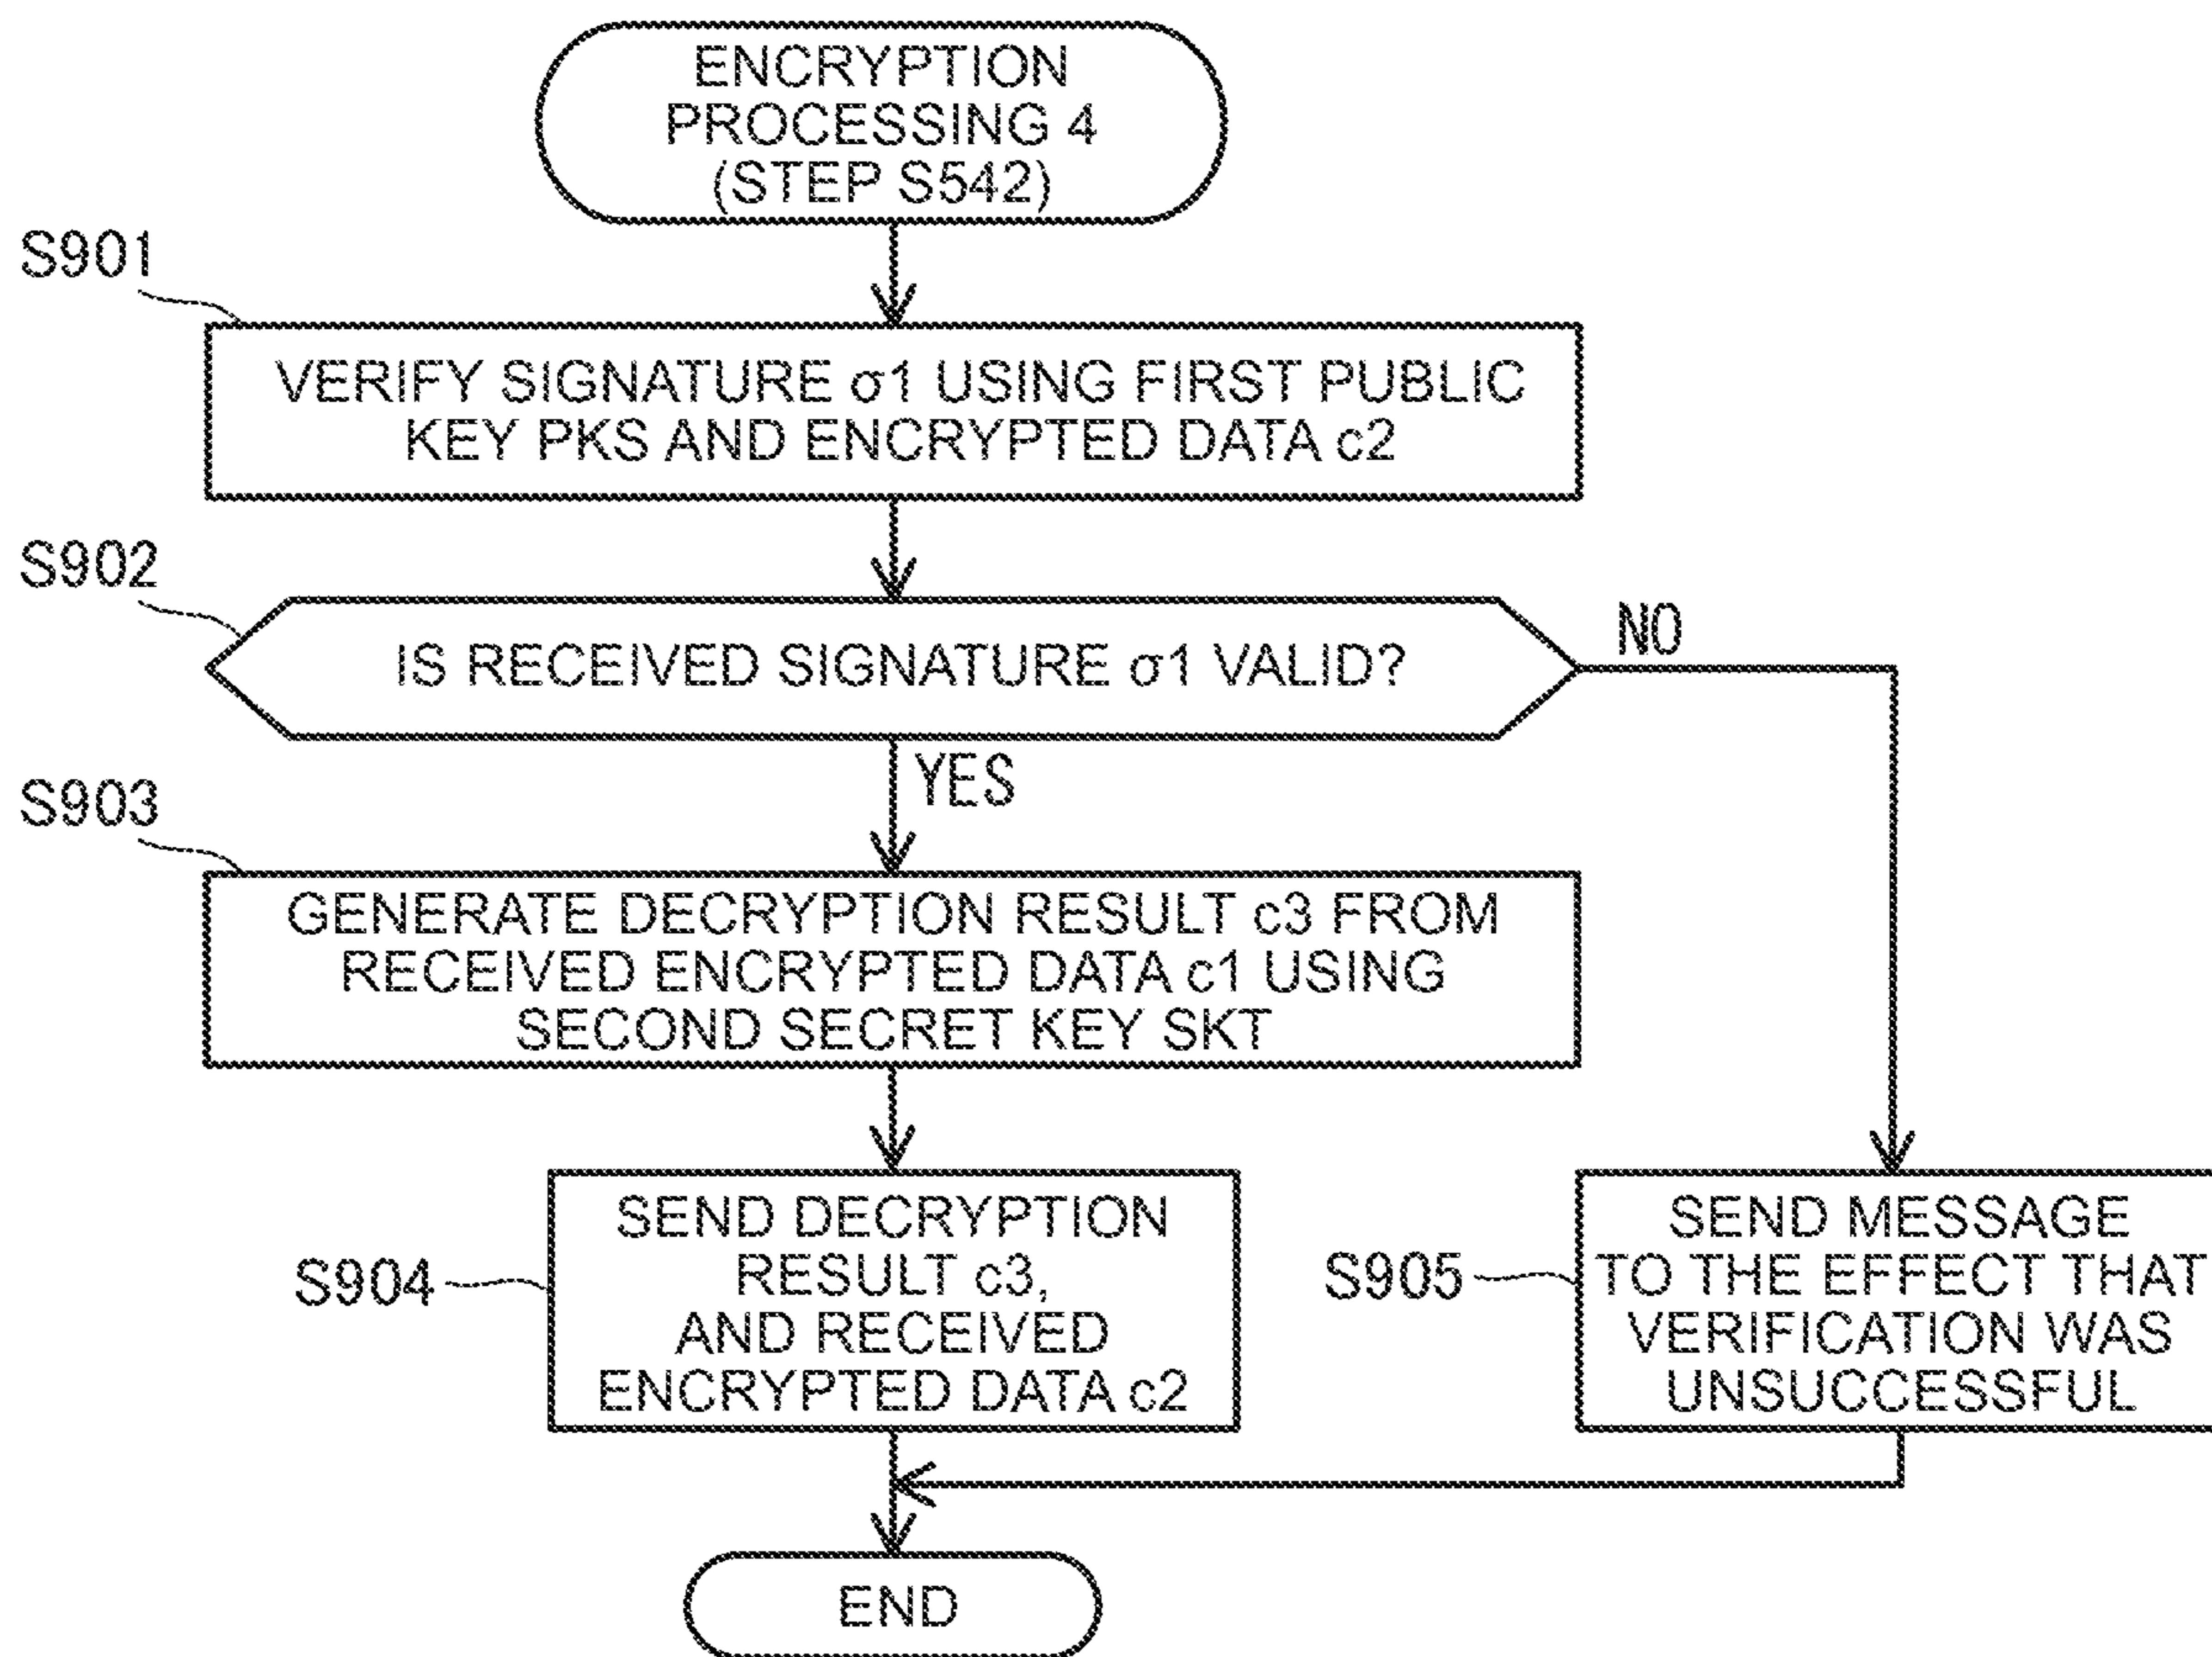 ENCRYPTION
PROCESSING 4
(STEP S542)
S901
VERIFY SIGNATURE σ1 USING FIRST PUBLIC
KEY PKS AND ENCRYPTED DATA c2
S902
IS RECEIVED SIGNATURE σ1 VALID?
NO
YES
S903
GENERATE DECRYPTION RESULT c3 FROM
RECEIVED ENCRYPTED DATA c1 USING
SECOND SECRET KEY SKT
S904
SEND DECRYPTION
RESULT c3,
AND RECEIVED
ENCRYPTED DATA c2
S905
SEND MESSAGE
TO THE EFFECT THAT
VERIFICATION WAS
UNSUCCESSFUL
END